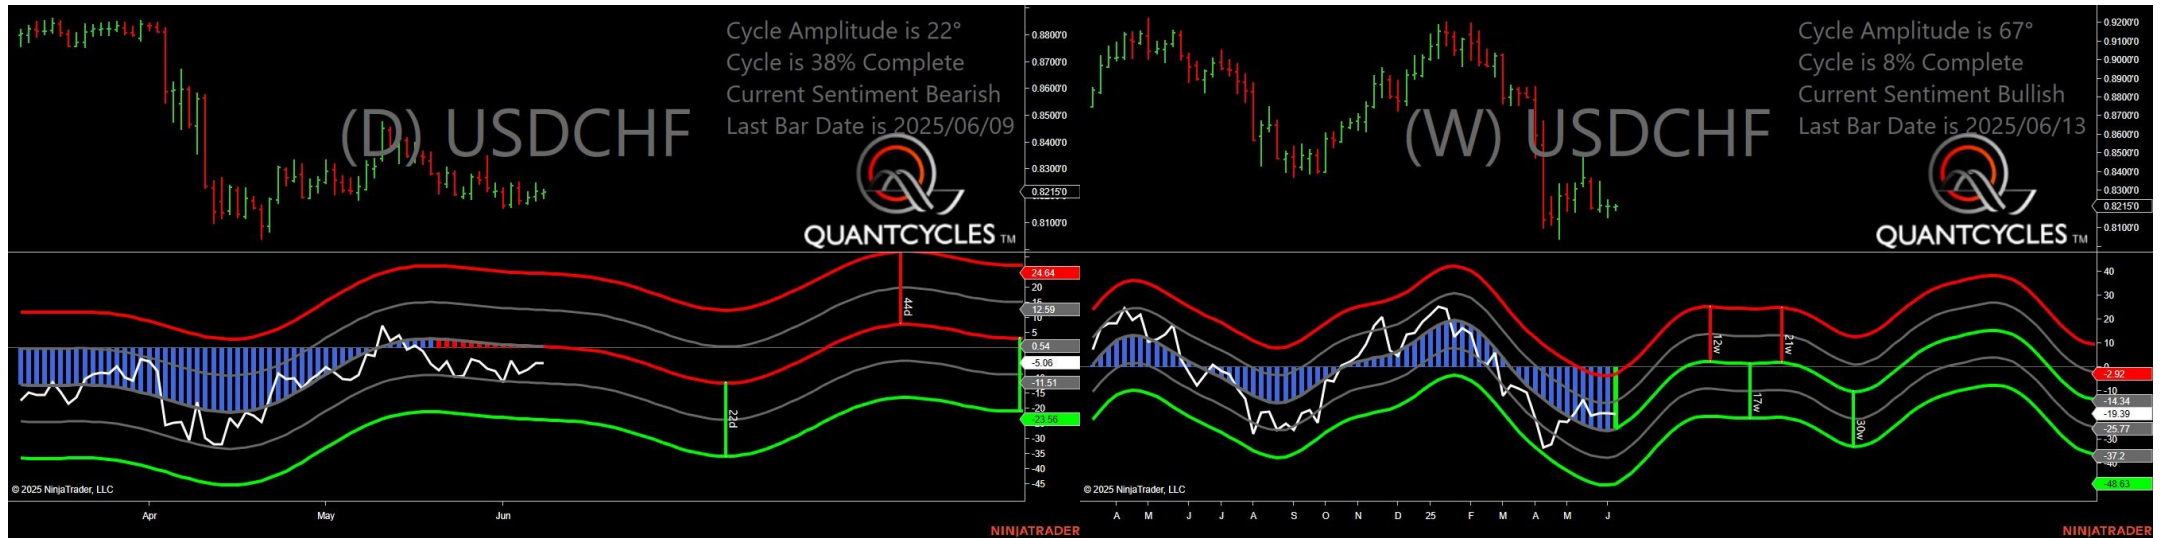 Cycle Amplitude is 22°
Cycle is 38% Complete
Current Sentiment Bearish
Last Bar Date is 2025/06/09
(D) USDCHF
QUANTCYCLES TM
0.8800'0
0.8700'0
0.8600'0
0.8500'0
0.8400'0
0.8300'0
0.8215'0
0.8100'0
24.64
20
15
12.59
10
5
0.54
-5.06
-11.51
-15
-20
-23.56
-30
-35
-40
-45
44d
22d
© 2025 NinjaTrader, LLC
Apr
May
Jun
NINJATRADER
Cycle Amplitude is 67°
Cycle is 8% Complete
Current Sentiment Bullish
Last Bar Date is 2025/06/13
(W) USDCHF
QUANTCYCLES TM
0.9200'0
0.9100'0
0.9000'0
0.8900'0
0.8800'0
0.8700'0
0.8600'0
0.8500'0
0.8400'0
0.8300'0
0.8215'0
0.8100'0
40
30
20
10
-2.92
-10
-14.34
-19.39
-25.77
-30
-37.2
-40
-48.63
12w
21w
17w
30w
© 2025 NinjaTrader, LLC
A M J J A S O N D 25 F M A M J
NINJATRADER